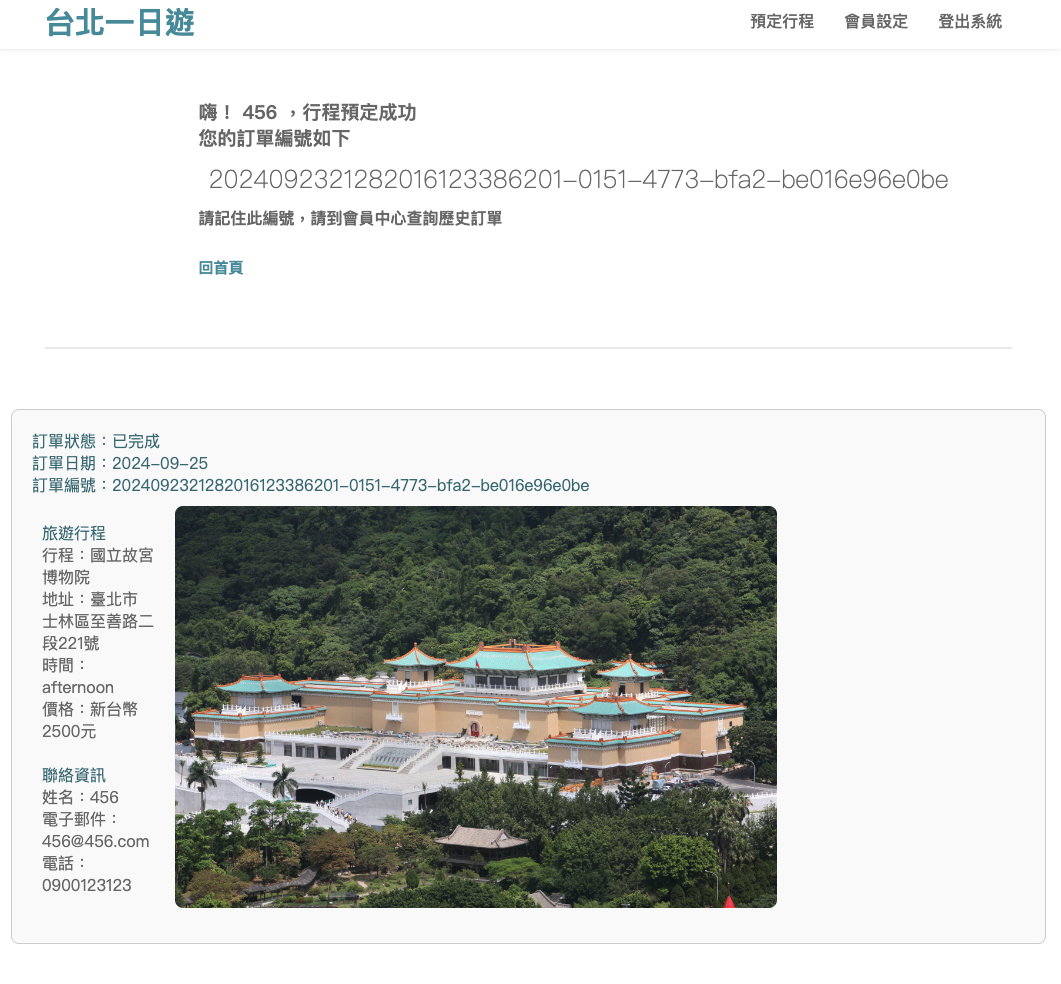 台北一日遊
預定行程 會員設定 登出系統
嗨! 456 ,行程預定成功
您的訂單編號如下
2024092321282016123386201-0151-4773-bfa2-be016e96e0be
請記住此編號,請到會員中心查詢歷史訂單
回首頁
訂單狀態:已完成
訂單日期:2024-09-25
訂單編號:2024092321282016123386201-0151-4773-bfa2-be016e96e0be
旅遊行程
行程:國立故宮
博物院
地址:臺北市
士林區至善路二
段221號
時間:
afternoon
價格:新台幣
2500元
聯絡資訊
姓名:456
電子郵件:
456@456.com
電話:
0900123123